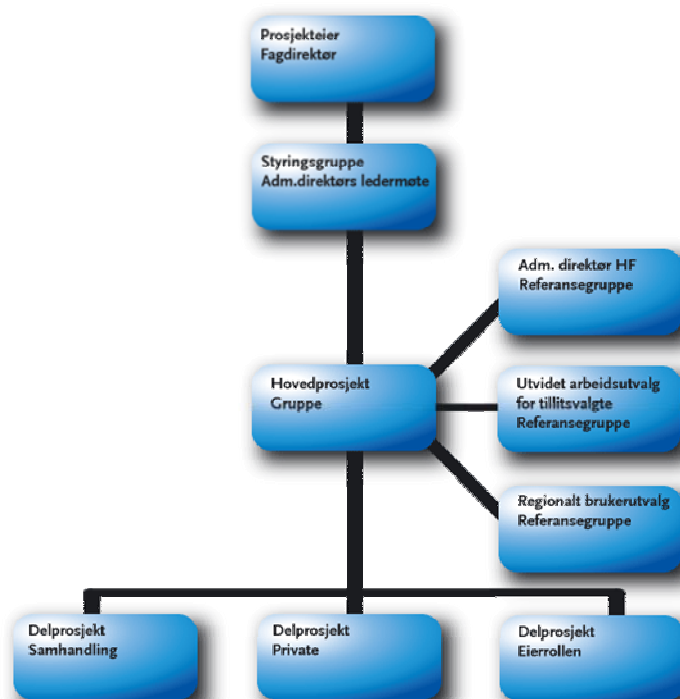 Prosjekteier
Fagdirektør
Styringsgruppe
Adm.direktørs ledermøte
Adm. direktør HF
Referansegruppe
Hovedprosjekt
Gruppe
Utvidet arbeidsutvalg
for tillitsvalgte
Referansegruppe
Regionalt brukerutvalg
Referansegruppe
Delprosjekt
Samhandling
Delprosjekt
Private
Delprosjekt
Eierrollen